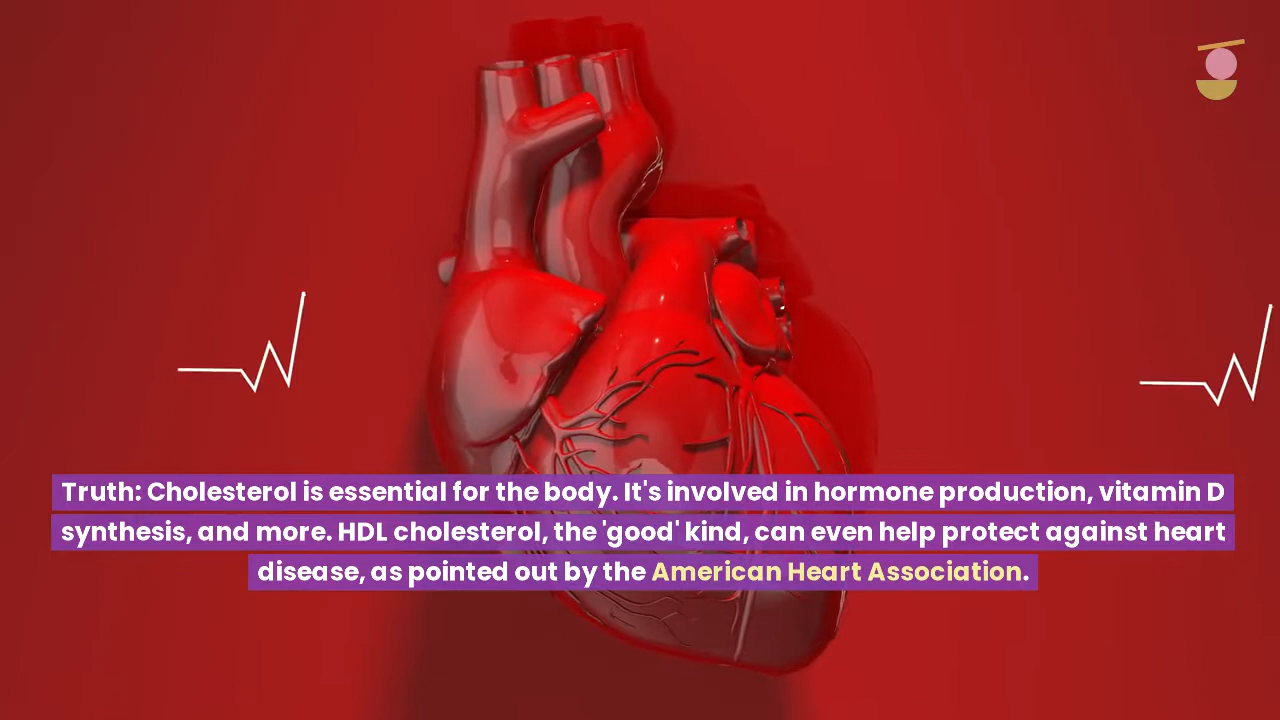 Truth: Cholesterol is essential for the body. It's involved in hormone production, vitamin D
synthesis, and more. HDL cholesterol, the 'good' kind, can even help protect against heart
disease, as pointed out by the American Heart Association.